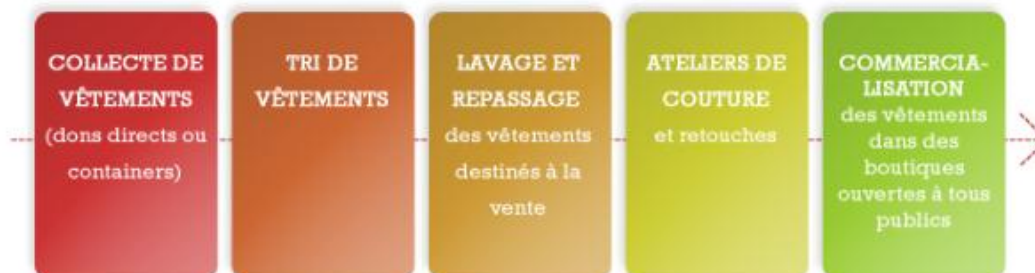 COLLECTE DE
VÊTEMENTS
(dons directs ou
containers)
TRI DE
VÊTEMENTS
LAVAGE ET
REPASSAGE
des vêtements
destinés à la
vente
ATELIERS DE
COUTURE
et retouches
COMMERCIA-
LISATION
des vêtements
dans des
boutiques
ouvertes à tous
publics